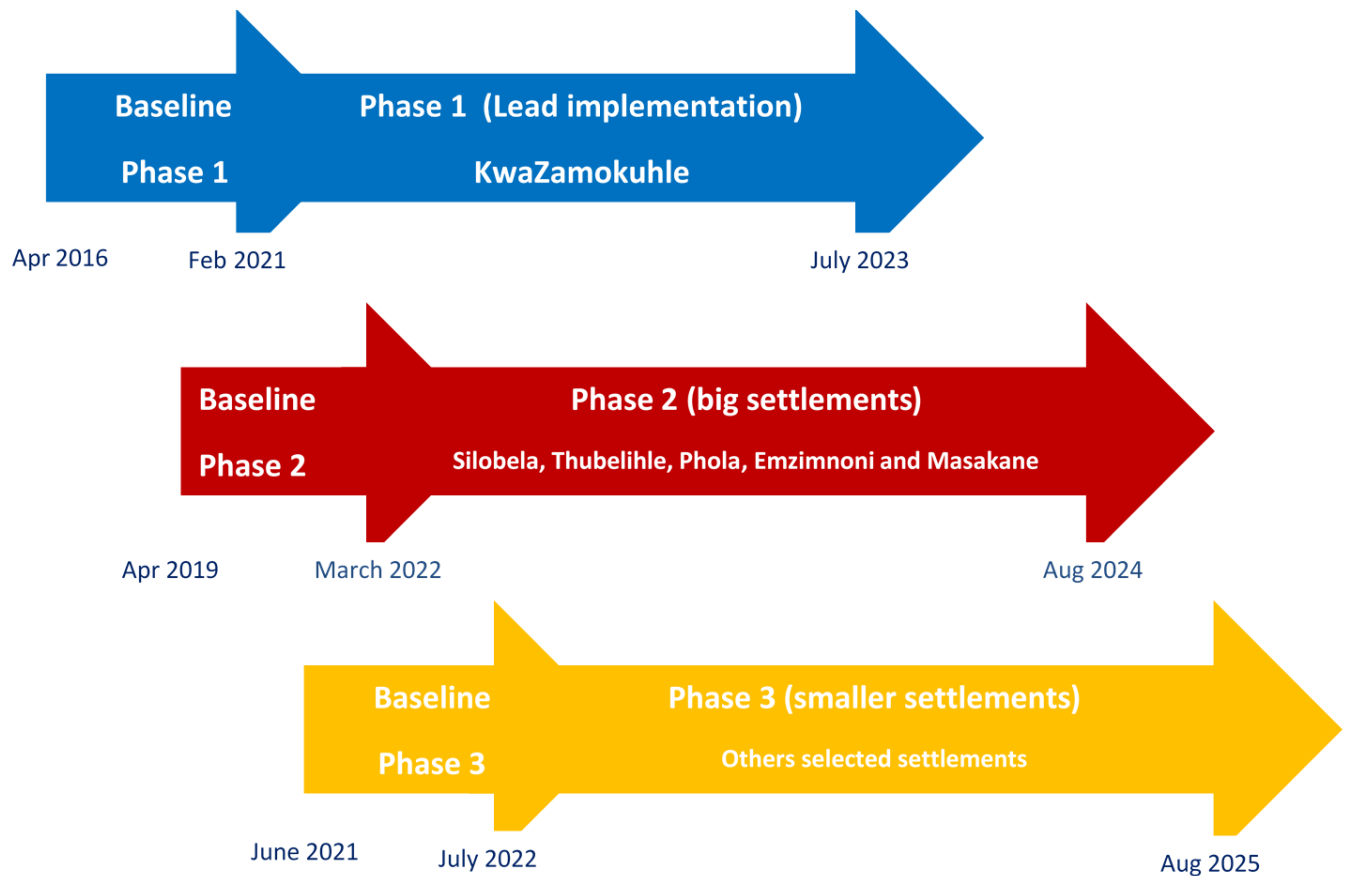 Baseline
Phase 1
Phase 1  (Lead implementation)
KwaZamokuhle
Apr 2016
Feb 2021
July 2023
Baseline
Phase 2
Phase 2 (big settlements)
Silobela, Thubelihle, Phola, Emzimnoni and Masakane
Apr 2019
March 2022
Aug 2024
Baseline
Phase 3
Phase 3 (smaller settlements)
Others selected settlements
June 2021
July 2022
Aug 2025